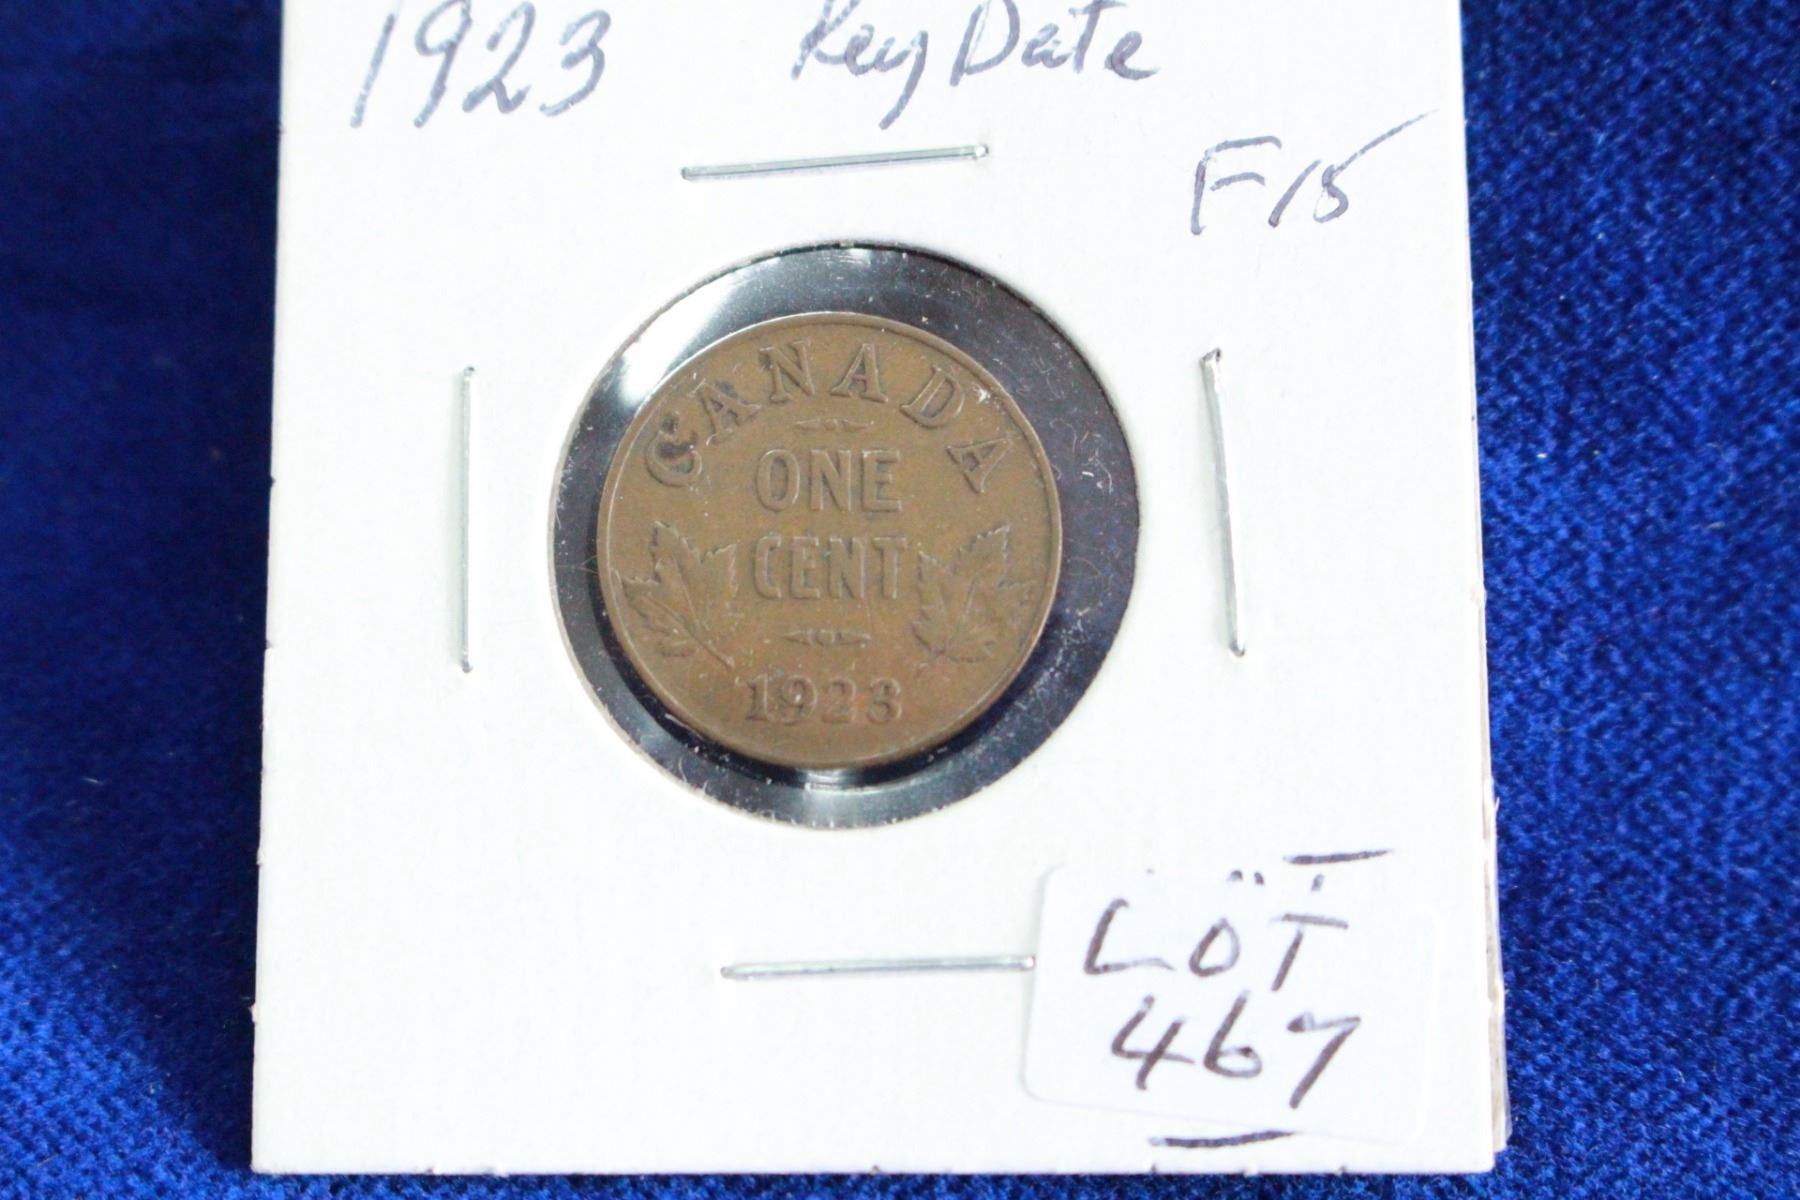 1923 Key Date
F15
CANADA
ONE
CENT
1923
LOT
467